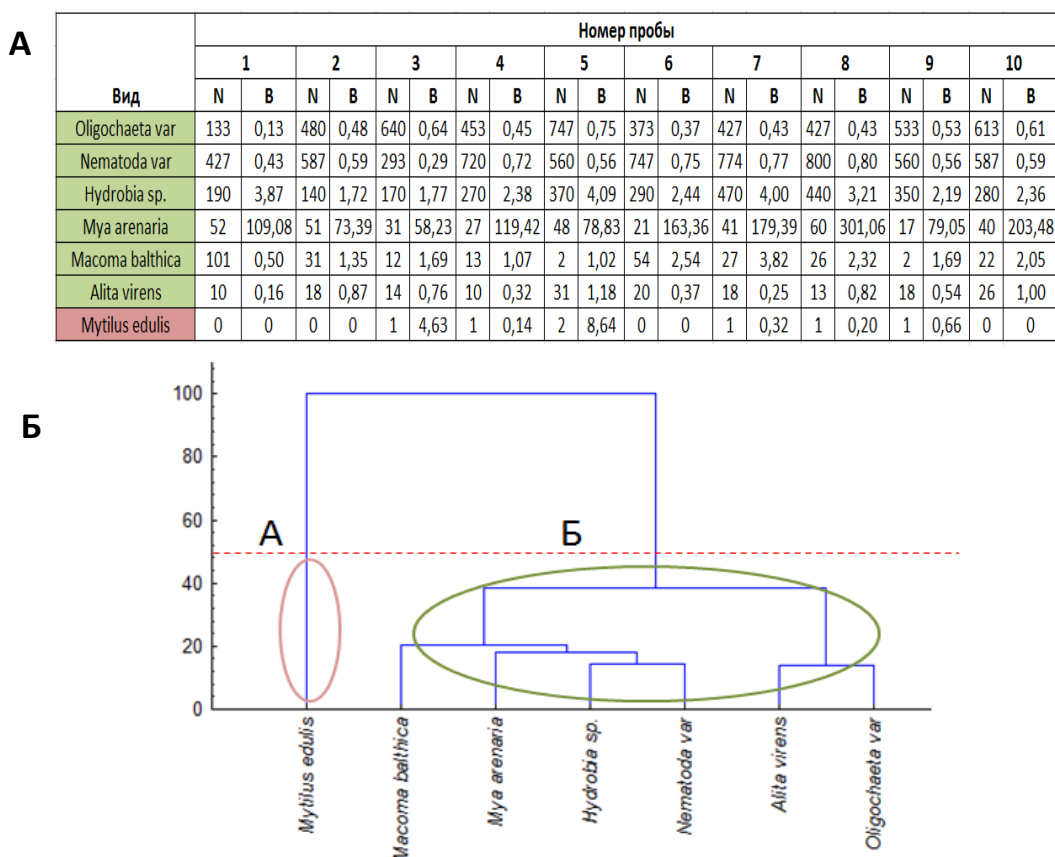 А
Номер пробы
1 2 3 4 5 6 7 8 9 10
Вид N B N B N B N B N B N B N B N B N B N B
Oligochaeta var 133 0,13 480 0,48 640 0,64 453 0,45 747 0,75 373 0,37 427 0,43 427 0,43 533 0,53 613 0,61
Nematoda var 427 0,43 587 0,59 293 0,29 720 0,72 560 0,56 747 0,75 774 0,77 800 0,80 560 0,56 587 0,59
Hydrobia sp. 190 3,87 140 1,72 170 1,77 270 2,38 370 4,09 290 2,44 470 4,00 440 3,21 350 2,19 280 2,36
Mya arenaria 52 109,08 51 73,39 31 58,23 27 119,42 48 78,83 21 163,36 41 179,39 60 301,06 17 79,05 40 203,48
Macoma balthica 101 0,50 31 1,35 12 1,69 13 1,07 2 1,02 54 2,54 27 3,82 26 2,32 2 1,69 22 2,05
Alita virens 10 0,16 18 0,87 14 0,76 10 0,32 31 1,18 20 0,37 18 0,25 13 0,82 18 0,54 26 1,00
Mytilus edulis 0 0 0 0 1 4,63 1 0,14 2 8,64 0 0 1 0,32 1 0,20 1 0,66 0 0
Б
100
80
60
40
20
0
А Б
Mytilus edulis
Macoma balthica
Mya arenaria
Hydrobia sp.
Nematoda var
Alita virens
Oligochaeta var